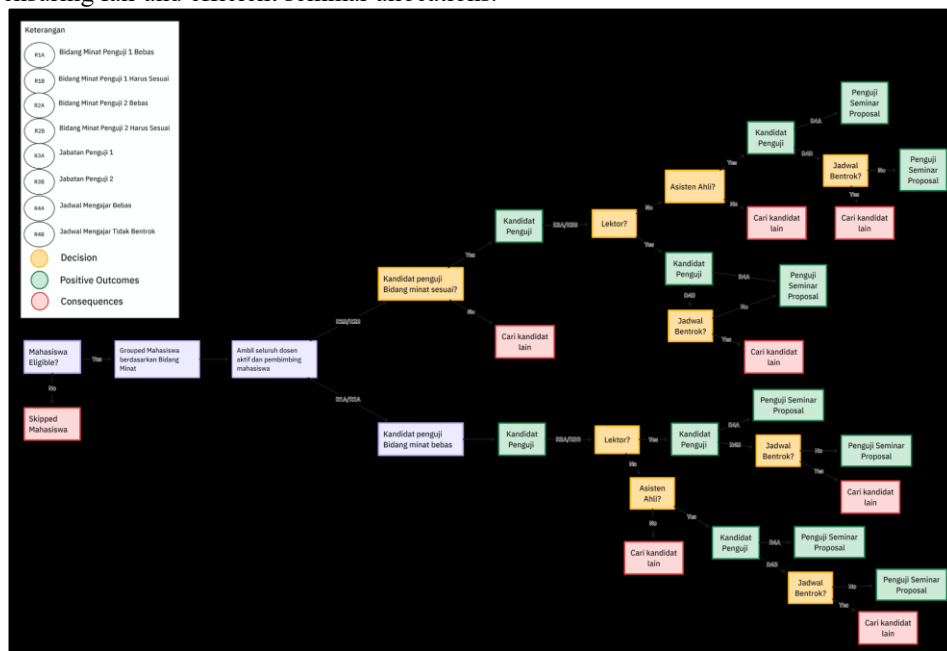 ensuring fair and efficient seminar allocations.
Keterangan
R1A Bidang Minat Penguji 1 Bebas
R1B Bidang Minat Penguji 1 Harus Sesuai
R2A Bidang Minat Penguji 2 Bebas
R2B Bidang Minat Penguji 2 Harus Sesuai
R3A Jabatan Penguji 1
R3B Jabatan Penguji 2
R4A Jadwal Mengajar Bebas
R4B Jadwal Mengajar Tidak Bentrok
Decision
Positive Outcomes
Consequences
Mahasiswa
Eligible?
Yes
No
Skipped
Mahasiswa
Grouped Mahasiswa
berdasarkan Bidang
Minat
Ambil seluruh dosen
aktif dan pembimbing
mahasiswa
Kandidat penguji
Bidang minat sesuai?
Yes
No
Cari kandidat
lain
Kandidat
Penguji
R3A/R3B
Lektor?
No
Yes
Asisten Ahli?
Yes
No
Cari kandidat
lain
Kandidat
Penguji
R4A
R4B
Penguji
Seminar
Proposal
Jadwal
Bentrok?
No
Yes
Penguji
Seminar
Proposal
Cari kandidat
lain
Kandidat
Penguji
R4A
R4B
Penguji
Seminar
Proposal
Jadwal
Bentrok?
No
Yes
Cari kandidat
lain
R1A/R2A
Kandidat penguji
Bidang minat bebas
Kandidat
Penguji
R3A/R3B
Lektor?
Yes
No
Kandidat
Penguji
R4A
R4B
Penguji Seminar
Proposal
Jadwal
Bentrok?
No
Yes
Penguji Seminar
Proposal
Cari kandidat
lain
Asisten
Ahli?
No
Yes
Cari kandidat
lain
Kandidat
Penguji
R4A
R4B
Penguji Seminar
Proposal
Jadwal
Bentrok?
No
Yes
Penguji Seminar
Proposal
Cari kandidat
lain